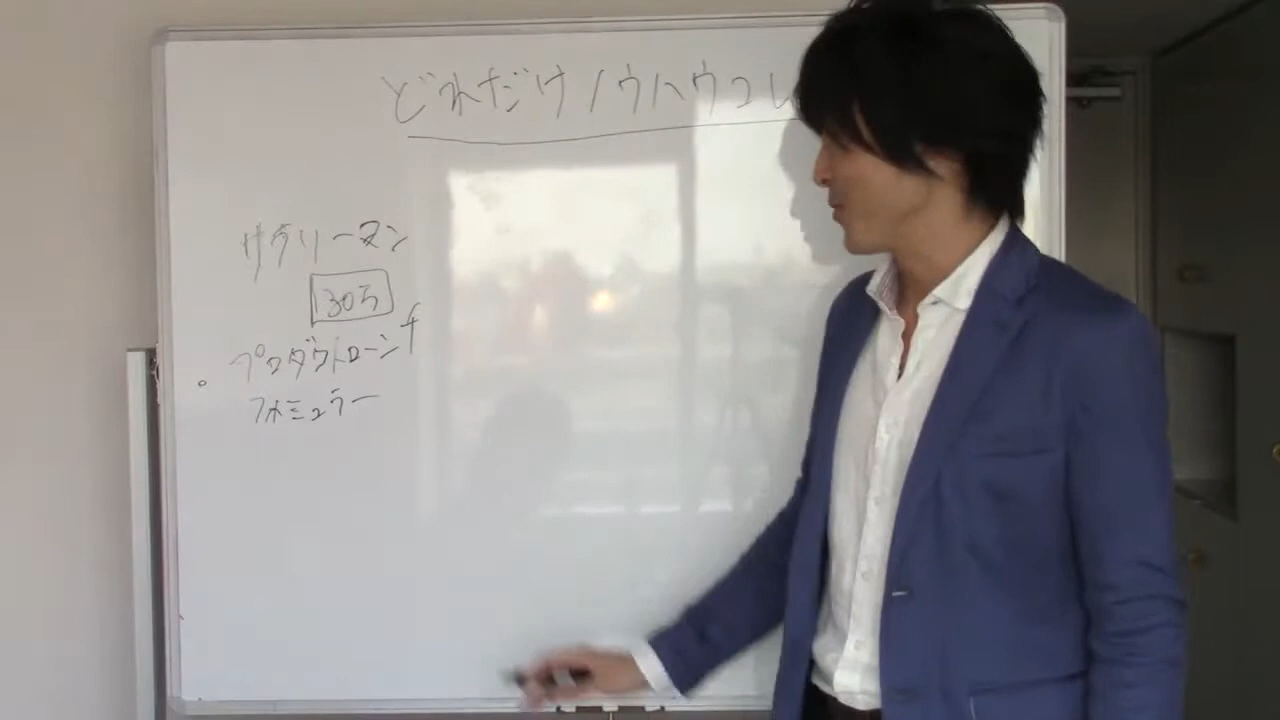 どれだけノウハウコレ
サラリーマン
130万
プロダクトローンチ
フォミュラー